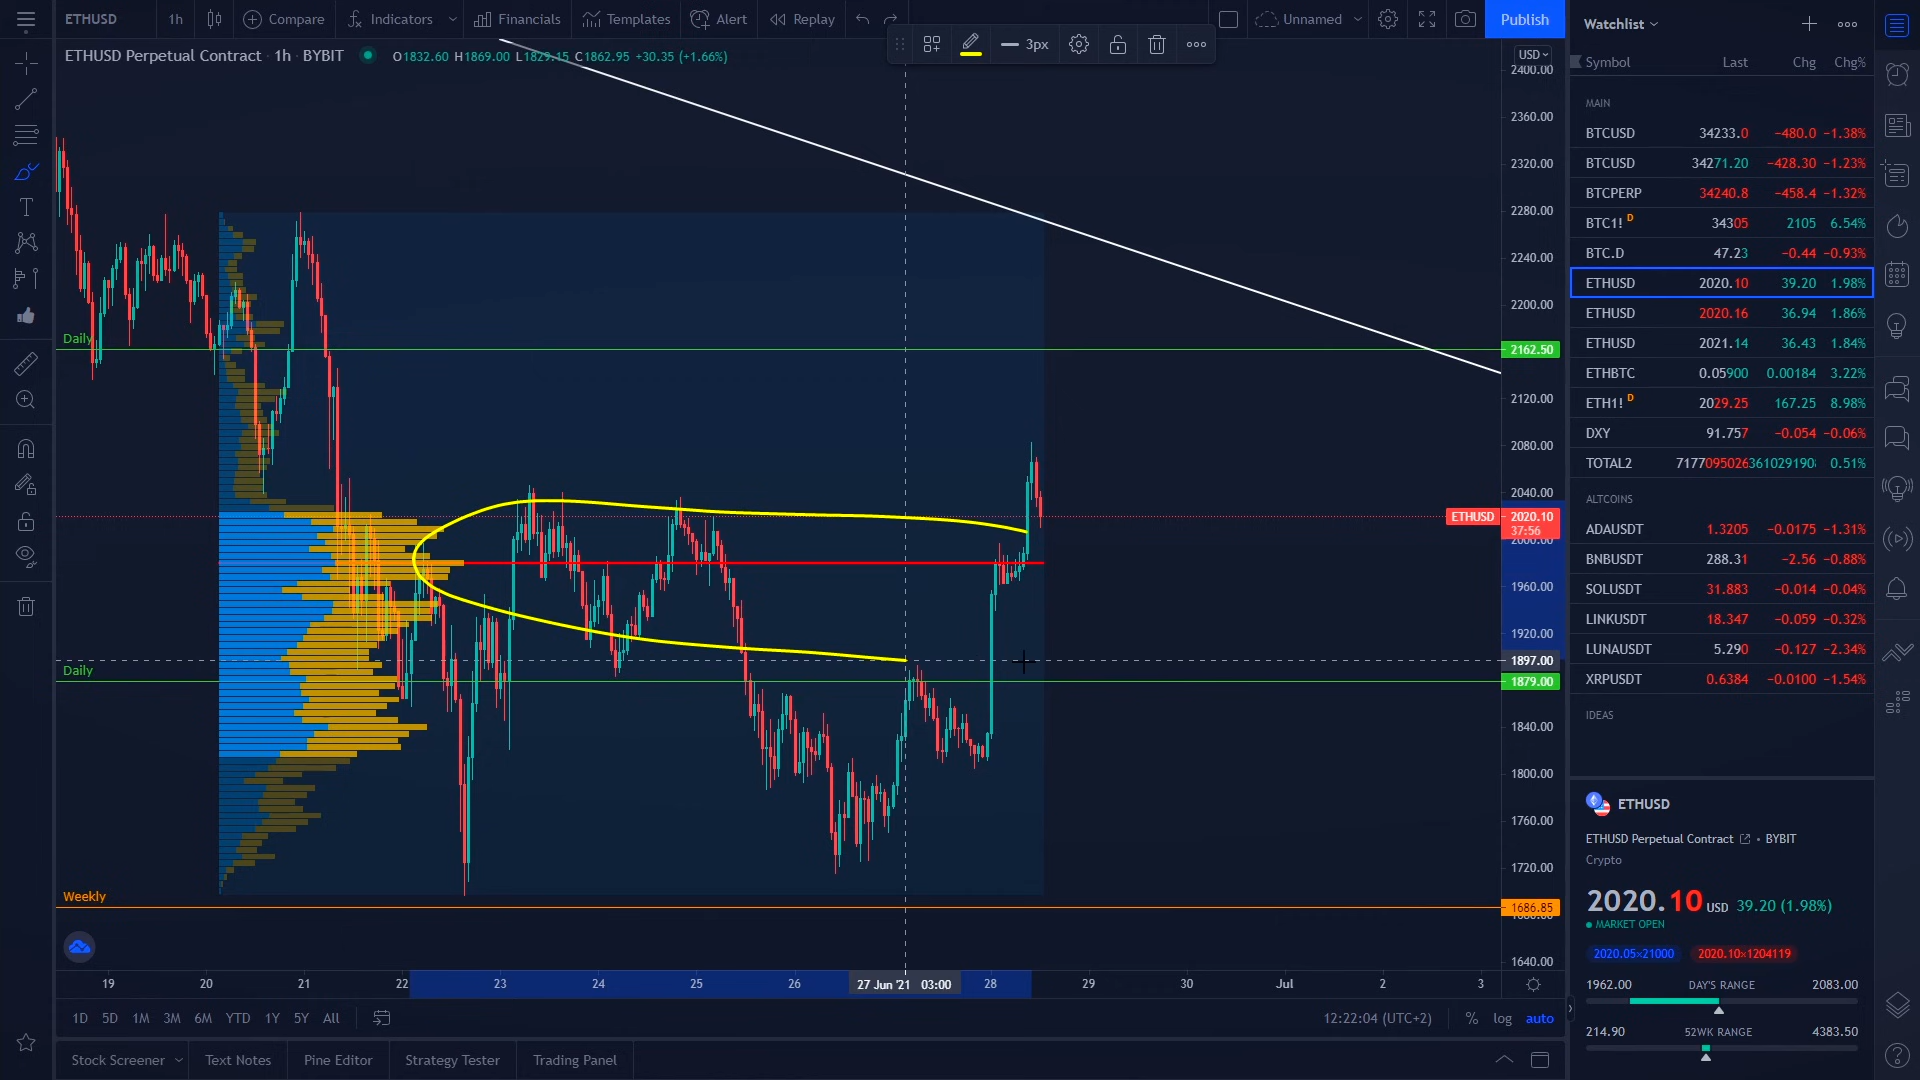 ETHUSD 1h Compare Indicators Financials Templates Alert Replay Unnamed Publish
3px
ETHUSD Perpetual Contract · 1h · BYBIT O1832.60 H1869.00 L1829.15 C1862.95 +30.35 (+1.66%)
USD
2400.00
2360.00
2320.00
2280.00
2240.00
2200.00
Daily
2162.50
2120.00
2080.00
2040.00
ETHUSD 2020.10
37:56
2000.00
1960.00
1920.00
1897.00
Daily
1879.00
1840.00
1800.00
1760.00
1720.00
Weekly
1686.85
1640.00
19 20 21 22 23 24 25 26 27 Jun '21 03:00 28 29 30 Jul 2 3
1D 5D 1M 3M 6M YTD 1Y 5Y All 12:22:04 (UTC+2) % log auto
Stock Screener Text Notes Pine Editor Strategy Tester Trading Panel
Watchlist
Symbol Last Chg Chg%
MAIN
BTCUSD 34233.0 −480.0 −1.38%
BTCUSD 34271.20 −428.30 −1.23%
BTCPERP 34240.8 −458.4 −1.32%
BTC1! D 34305 2105 6.54%
BTC.D 47.23 −0.44 −0.93%
ETHUSD 2020.10 39.20 1.98%
ETHUSD 2020.16 36.94 1.86%
ETHUSD 2021.14 36.43 1.84%
ETHBTC 0.05900 0.00184 3.22%
ETH1! D 2029.25 167.25 8.98%
DXY 91.757 −0.054 −0.06%
TOTAL2 0.51%
ALTCOINS
ADAUSDT 1.3205 −0.0175 −1.31%
BNBUSDT 288.31 −2.56 −0.88%
SOLUSDT 31.883 −0.014 −0.04%
LINKUSDT 18.347 −0.059 −0.32%
LUNAUSDT 5.290 −0.127 −2.34%
XRPUSDT 0.6384 −0.0100 −1.54%
IDEAS
ETHUSD
ETHUSD Perpetual Contract • BYBIT
Crypto
2020.10 USD 39.20 (1.98%)
MARKET OPEN
2020.05×21000 2020.10×1204119
1962.00 DAY'S RANGE 2083.00
214.90 52WK RANGE 4383.50